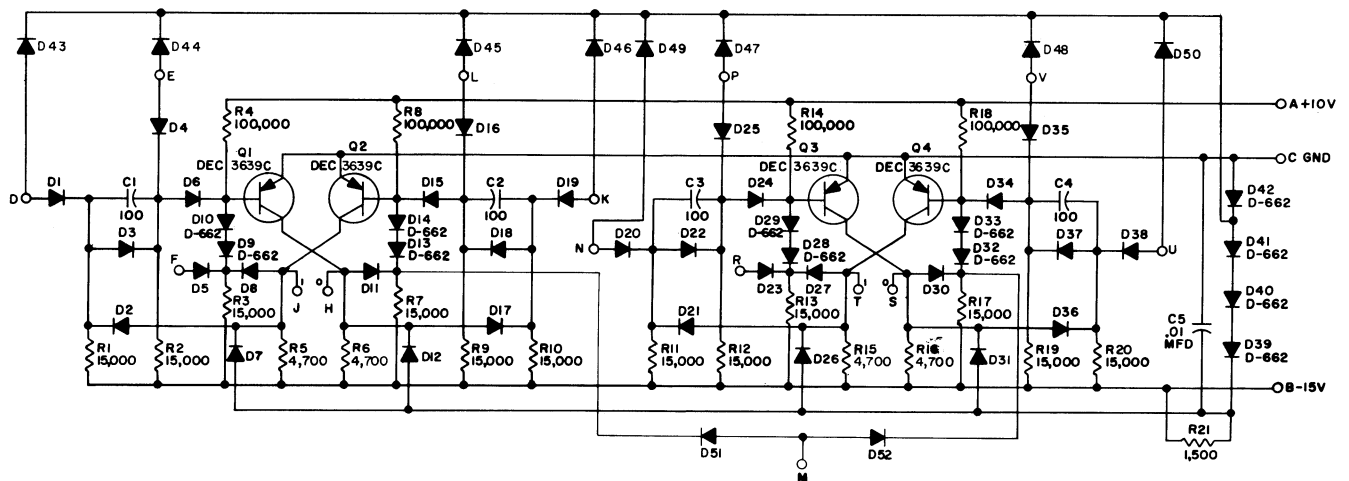 D43 D44 D45 D46 D49 D47 D48 D50
E L P V
A+10V
R4 100,000 R8 100,000 R14 100,000 R18 100,000
D4 D16 D25 D35
Q1 Q2 Q3 Q4
DEC 3639C DEC 3639C DEC 3639C DEC 3639C
C GND
D D1 C1 100 D6 D15 C2 100 D19 K C3 100 D24 D34 C4 100
D42 D-662
D10 D-662 D14 D-662 D29 D-662 D33 D-662
D3 D9 D-662 D13 D-662 D18 N D20 D22 D28 D-662 D32 D-662 D37 D38 U
D41 D-662
F D5 D8 1 J 0 H D11 R D23 D27 1 T 0 S D30
D40 D-662
R3 15,000 R7 15,000 R13 15,000 R17 15,000
D2 D17 D21 D36
C5 .01 MFD
R1 15,000 R2 15,000 D7 R5 4,700 R6 4,700 D12 R9 15,000 R10 15,000 R11 15,000 R12 15,000 D26 R15 4,700 R16 4,700 D31 R19 15,000 R20 15,000
D39 D-662
B-15V
R21 1,500
D51 D52
M